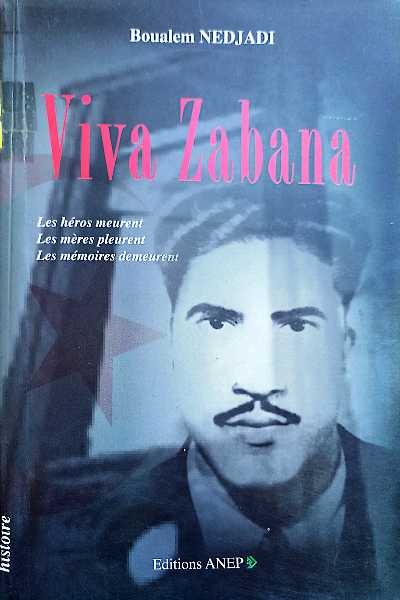 Boualem NEDJADI
Viva Zabana
Les héros meurent
Les mères pleurent
Les mémoires demeurent
histoire
Editions ANEP